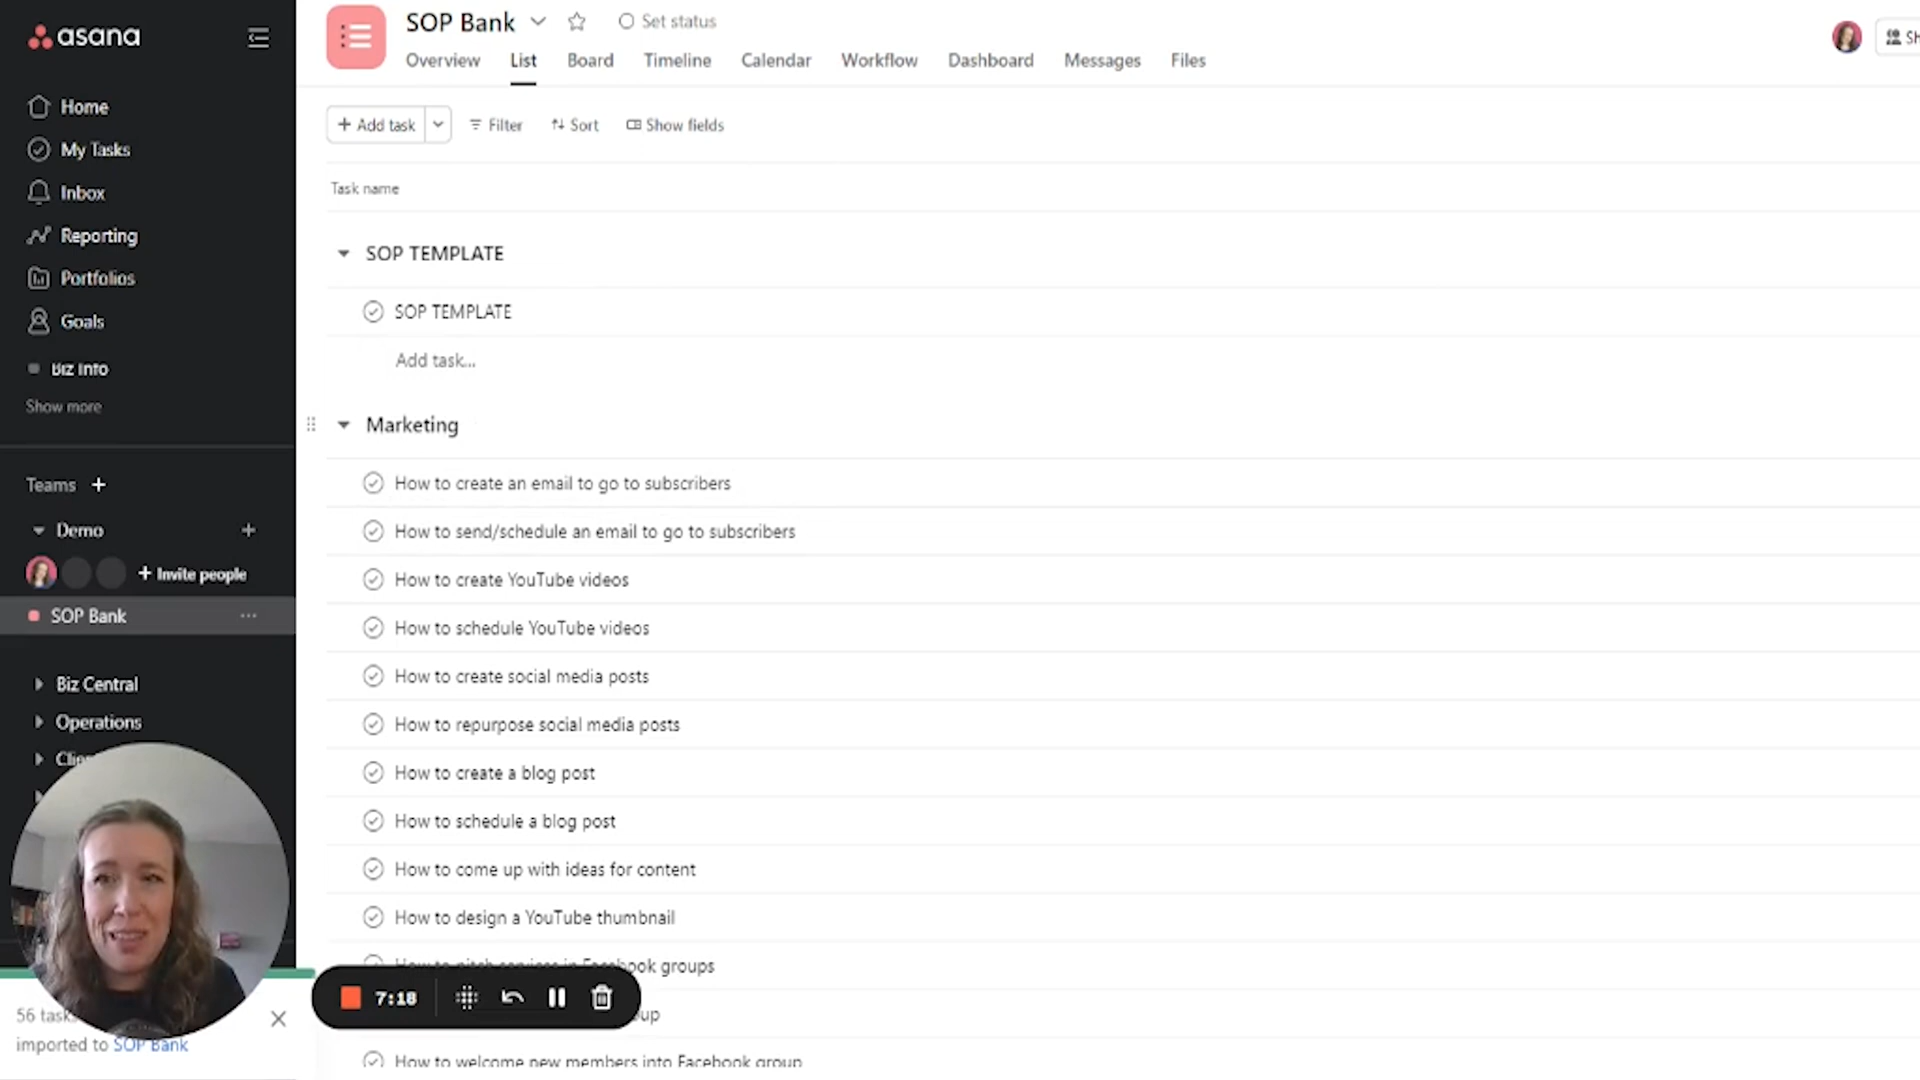 asana
Home
My Tasks
Inbox
Reporting
Portfolios
Goals
Biz Info
Show more
Teams +
Demo +
+ Invite people
SOP Bank ...
Biz Central
Operations
56 tasks
imported to SOP Bank
SOP Bank
Set status
Overview List Board Timeline Calendar Workflow Dashboard Messages Files
+ Add task Filter Sort Show fields
Task name
SOP TEMPLATE
SOP TEMPLATE
Add task...
Marketing
How to create an email to go to subscribers
How to send/schedule an email to go to subscribers
How to create YouTube videos
How to schedule YouTube videos
How to create social media posts
How to repurpose social media posts
How to create a blog post
How to schedule a blog post
How to come up with ideas for content
How to design a YouTube thumbnail
How to pitch services in Facebook groups
How to welcome new members into Facebook group
7:18